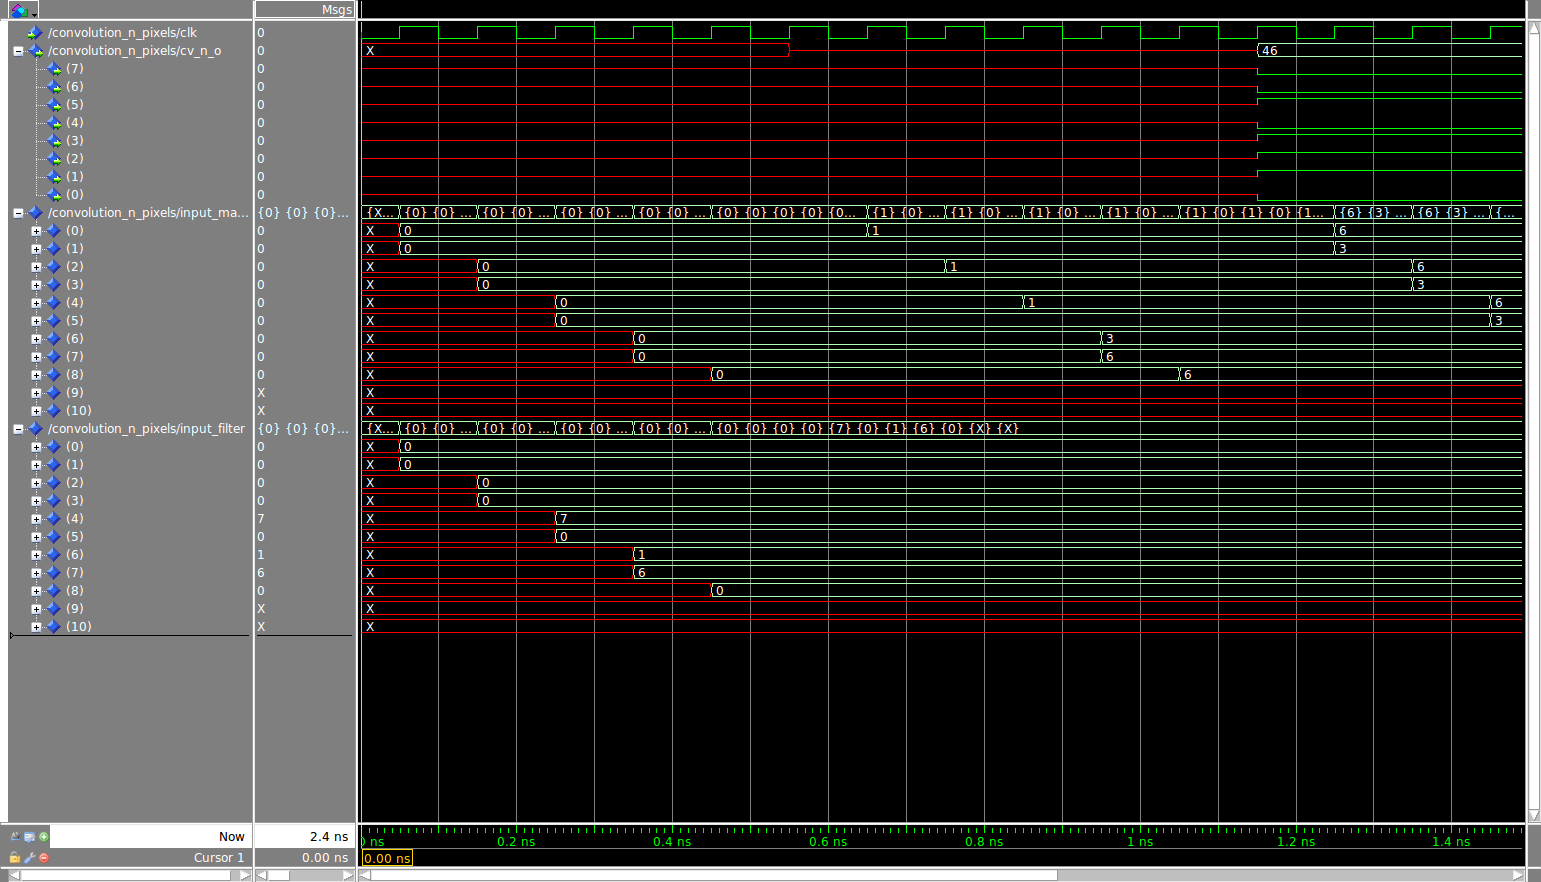 Msgs
/convolution_n_pixels/clk 0
/convolution_n_pixels/cv_n_o 0 X 46
(7) 0
(6) 0
(5) 0
(4) 0
(3) 0
(2) 0
(1) 0
(0) 0
/convolution_n_pixels/input_ma... {0} {0} {0}... {X... {0} {0} ... {0} {0} ... {0} {0} ... {0} {0} ... {0} {0} {0} {0} {0... {1} {0} ... {1} {0} ... {1} {0} ... {1} {0} ... {1} {0} {1} {0} {1... {6} {3} ... {6} {3} ... {...
(0) 0 X 0 1 6
(1) 0 X 0 3
(2) 0 X 0 1 6
(3) 0 X 0 3
(4) 0 X 0 1 6
(5) 0 X 0 3
(6) 0 X 0 3
(7) 0 X 0 6
(8) 0 X 0 6
(9) X X
(10) X X
/convolution_n_pixels/input_filter {0} {0} {0}... {X... {0} {0} ... {0} {0} ... {0} {0} ... {0} {0} ... {0} {0} {0} {0} {7} {0} {1} {6} {0} {X} {X}
(0) 0 X 0
(1) 0 X 0
(2) 0 X 0
(3) 0 X 0
(4) 7 X 7
(5) 0 X 0
(6) 1 X 1
(7) 6 X 6
(8) 0 X 0
(9) X X
(10) X X
Now 2.4 ns ns 0.2 ns 0.4 ns 0.6 ns 0.8 ns 1 ns 1.2 ns 1.4 ns
Cursor 1 0.00 ns 0.00 ns